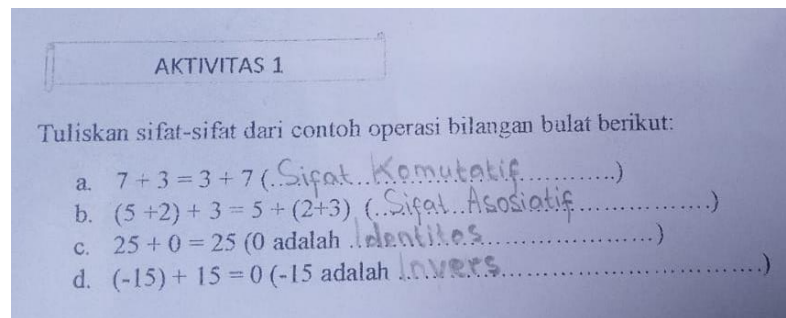 AKTIVITAS 1
Tuliskan sifat-sifat dari contoh operasi bilangan bulat berikut:
a. 7 + 3 = 3 + 7 (..Sifat..Komutatif............)
b. (5 +2) + 3 = 5 + (2+3) (..Sifat..Asosiatif................)
c. 25 + 0 = 25 (0 adalah .Identitas......................)
d. (-15) + 15 = 0 (-15 adalah .Invers..............................)